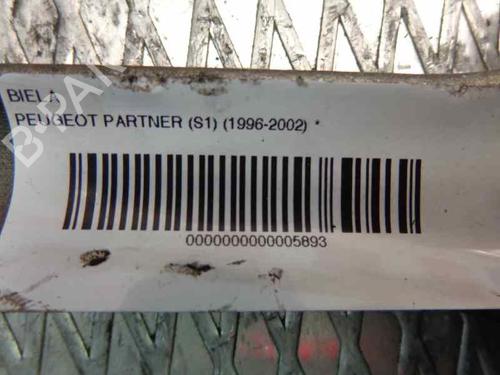 BIELA
PEUGEOT PARTNER (S1) (1996-2002) *
0000000000005893